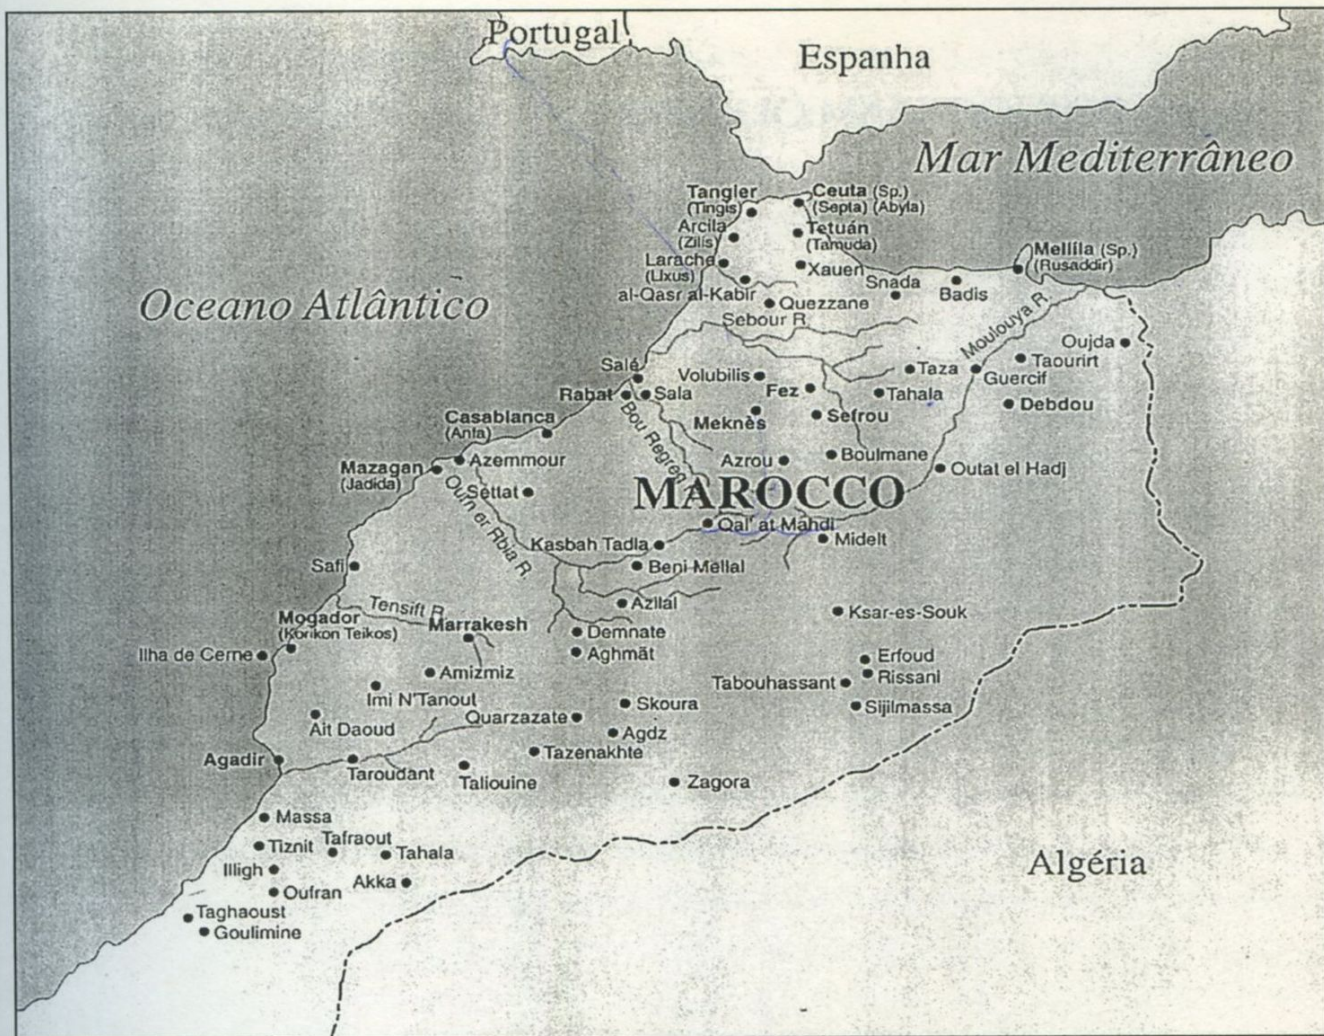 Portugal
Espanha
Mar Mediterrâneo
Oceano Atlântico
Tangler
(Tingis)
Ceuta (Sp.)
(Septa) (Abyla)
Arcila
(Zilis)
Tetuán
(Tamuda)
Larache
(Lixus)
Xauen
Mellíla (Sp.)
(Rusaddir)
al-Qasr al-Kabir
Quezzane
Snada
Badis
Sebour R.
Moulouya R.
Oujda
Taourirt
Salé
Volubilis
Fez
Taza
Guercif
Rabat
Sala
Tahala
Debdou
Casablanca
(Anfa)
Meknès
Sefrou
Bou Regreg R.
Mazagan
(Jadida)
Azemmour
Azrou
Boulmane
Outat el Hadj
Settat
MAROCCO
Oum er Rbia R.
Qal' at Mahdi
Kasbah Tadla
Midelt
Safi
Beni Mellal
Tensift R.
Azilal
Ksar-es-Souk
Mogador
(Korikon Teikos)
Marrakesh
Demnate
Ilha de Cerne
Aghmāt
Erfoud
Amizmiz
Rissani
Imi N'Tanout
Tabouhassant
Skoura
Sijilmassa
Ait Daoud
Quarzazate
Agdz
Agadir
Tazenakhte
Taroudant
Taliouine
Zagora
Massa
Tiznit
Tafraout
Tahala
Illigh
Akka
Oufran
Taghaoust
Goulimine
Algéria